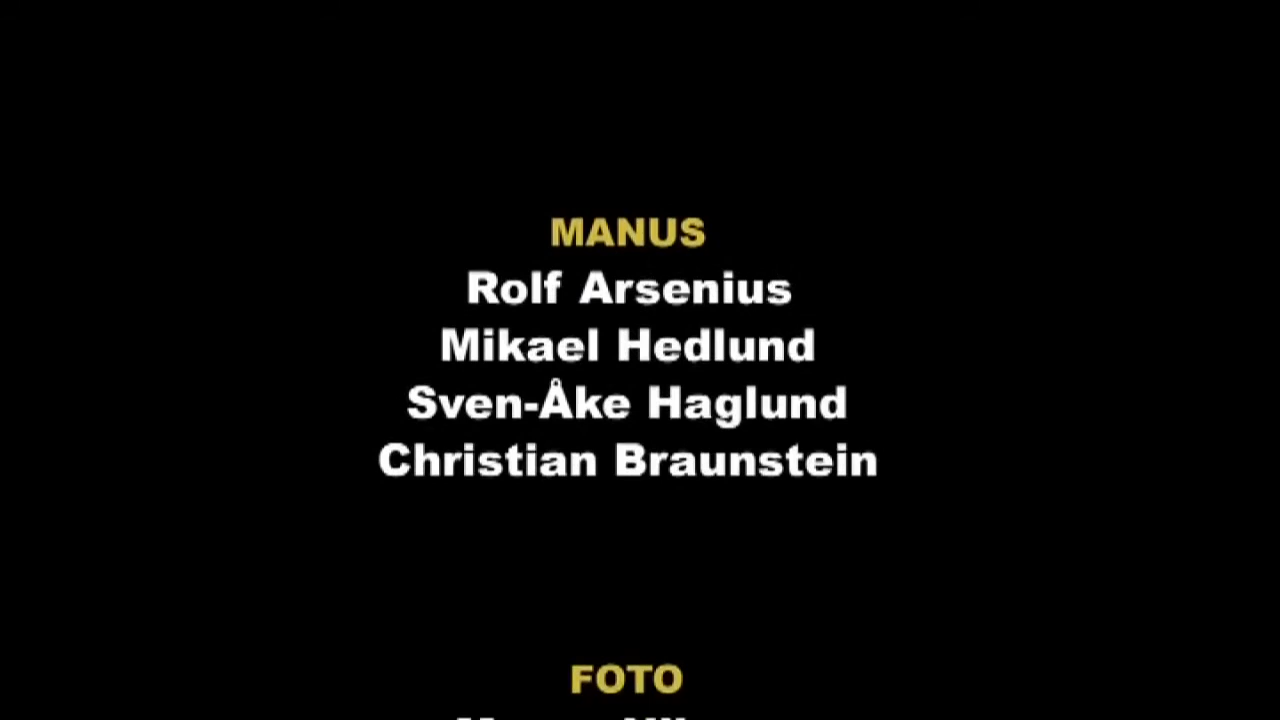 MANUS
Rolf Arsenius
Mikael Hedlund
Sven-Åke Haglund
Christian Braunstein
FOTO